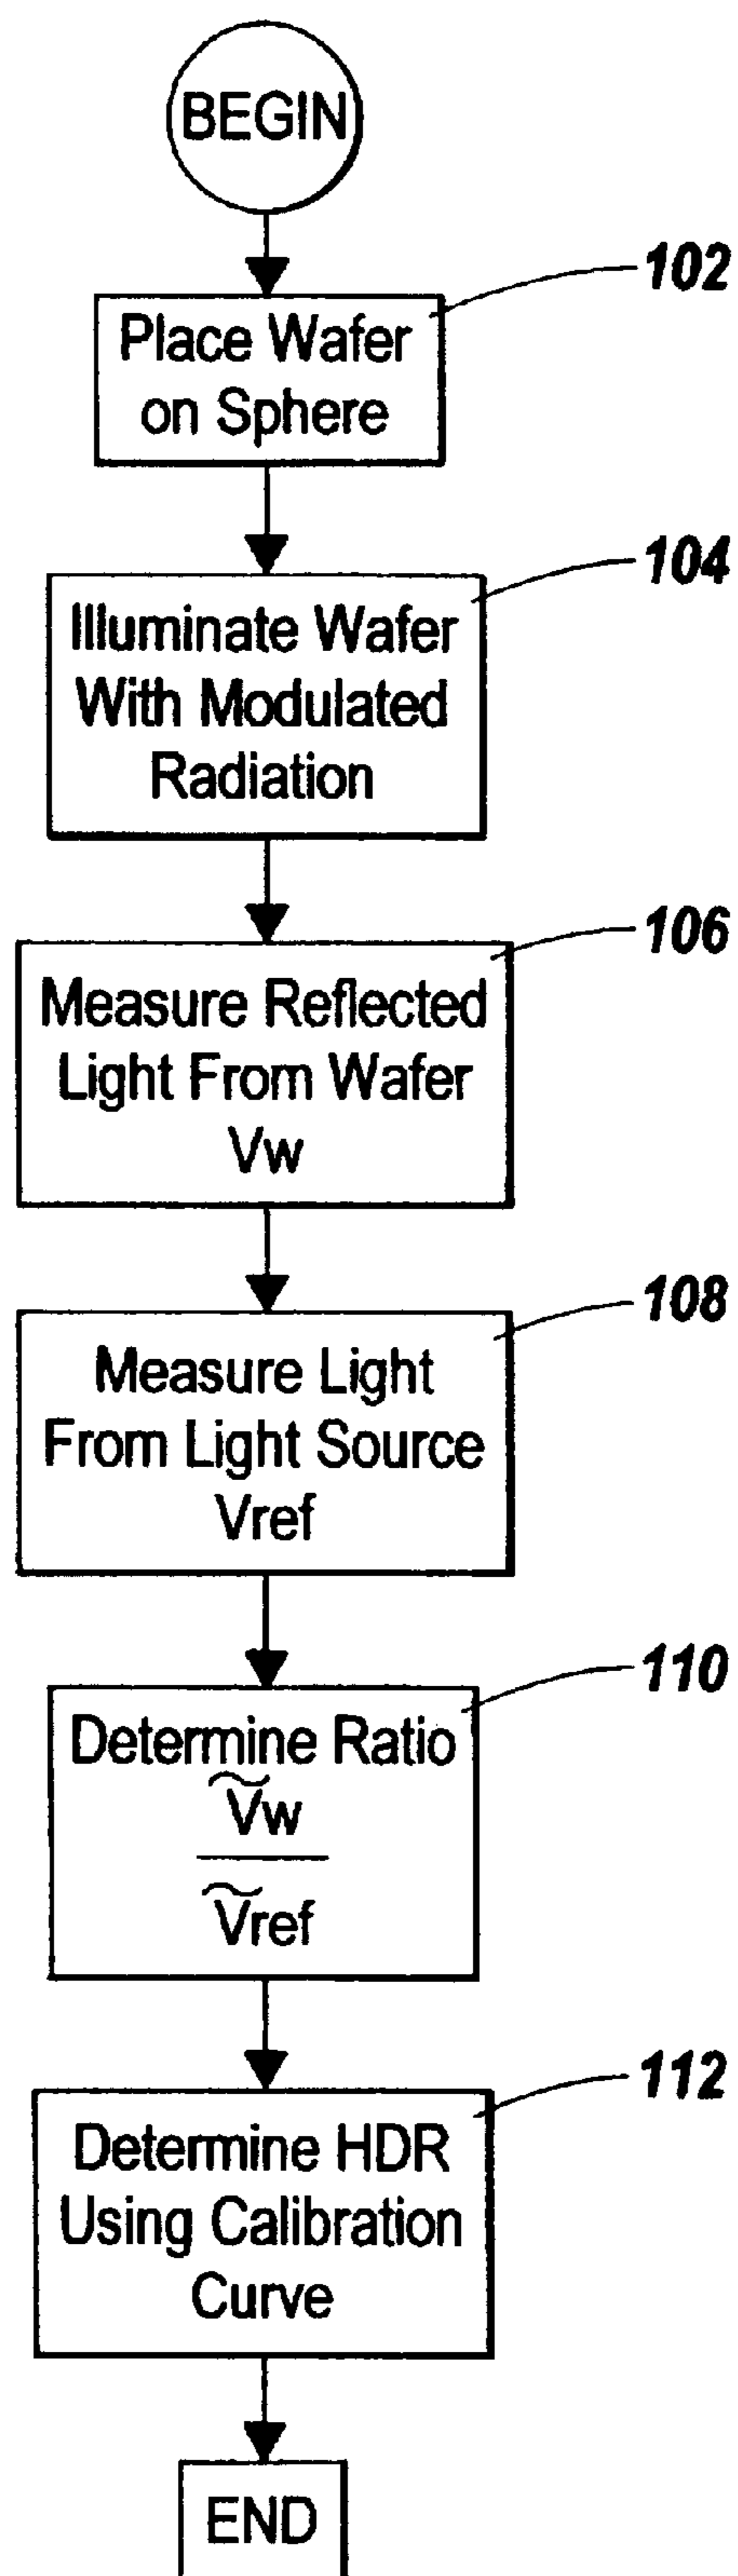 BEGIN
102
Place Wafer
on Sphere
104
Illuminate Wafer
With Modulated
Radiation
106
Measure Reflected
Light From Wafer
Vw
108
Measure Light
From Light Source
Vref
110
Determine Ratio
Ṽw
Ṽref
112
Determine HDR
Using Calibration
Curve
END